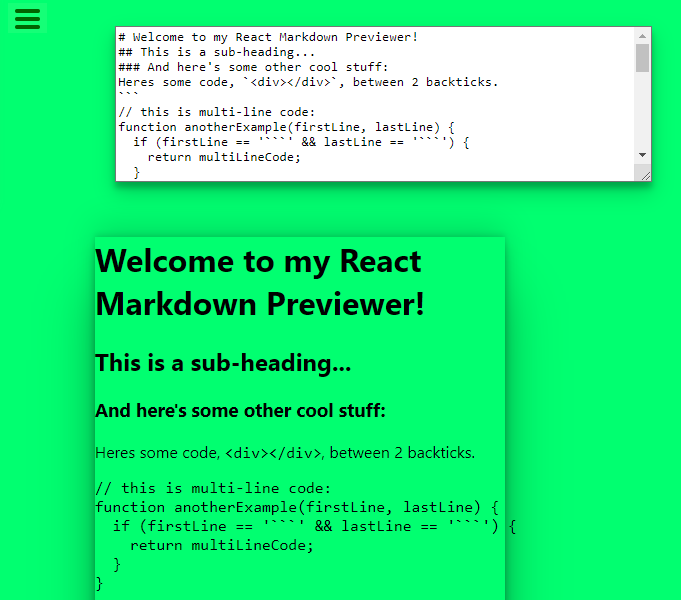 # Welcome to my React Markdown Previewer!
## This is a sub-heading...
### And here's some other cool stuff:
Heres some code, `<div></div>`, between 2 backticks.
```
// this is multi-line code:
function anotherExample(firstLine, lastLine) {
  if (firstLine == '```' && lastLine == '```') {
    return multiLineCode;
  }
Welcome to my React
Markdown Previewer!
This is a sub-heading...
And here's some other cool stuff:
Heres some code, <div></div>, between 2 backticks.
// this is multi-line code:
function anotherExample(firstLine, lastLine) {
  if (firstLine == '```' && lastLine == '```') {
    return multiLineCode;
  }
}